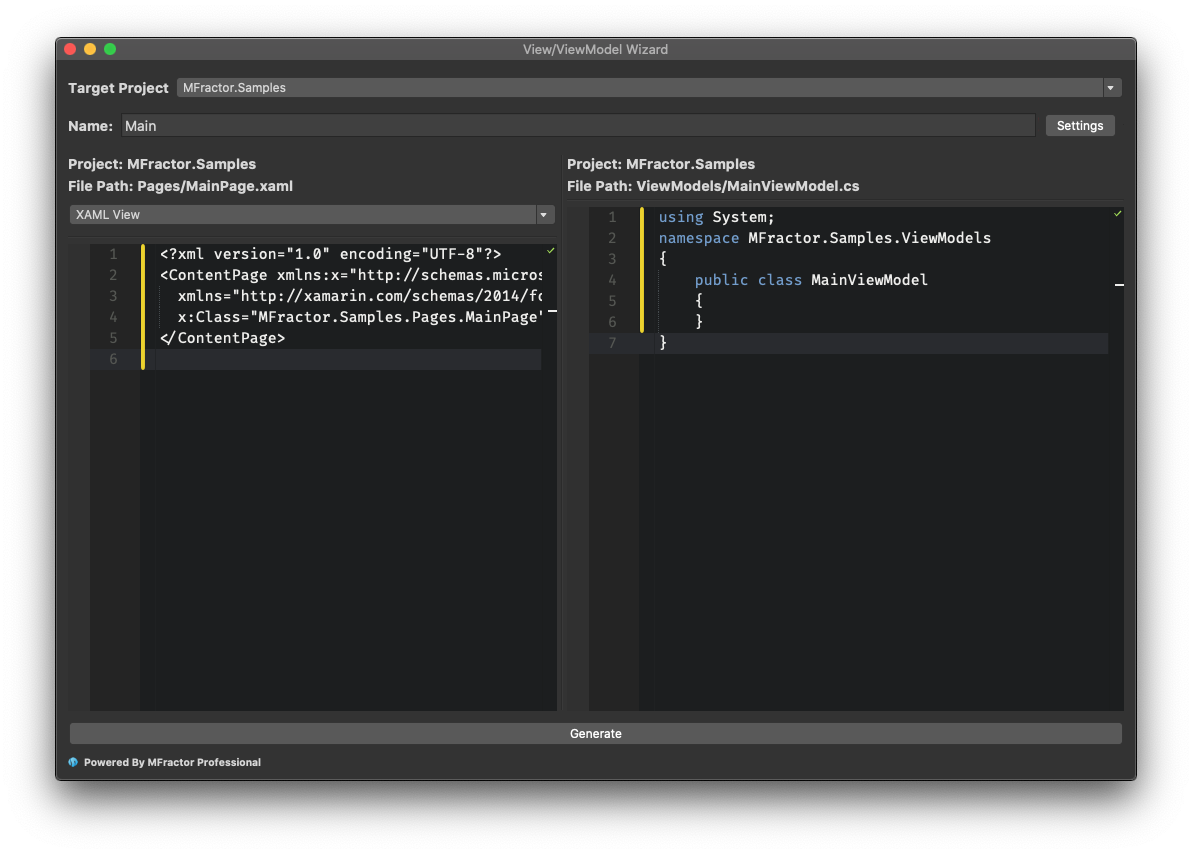 View/ViewModel Wizard
Target Project MFractor.Samples
Name: Main Settings
Project: MFractor.Samples
File Path: Pages/MainPage.xaml
XAML View
1 <?xml version="1.0" encoding="UTF-8"?>
2 <ContentPage xmlns:x="http://schemas.micros
3 xmlns="http://xamarin.com/schemas/2014/fo
4 x:Class="MFractor.Samples.Pages.MainPage"
5 </ContentPage>
6
Project: MFractor.Samples
File Path: ViewModels/MainViewModel.cs
1 using System;
2 namespace MFractor.Samples.ViewModels
3 {
4 public class MainViewModel
5 {
6 }
7 }
Generate
Powered By MFractor Professional